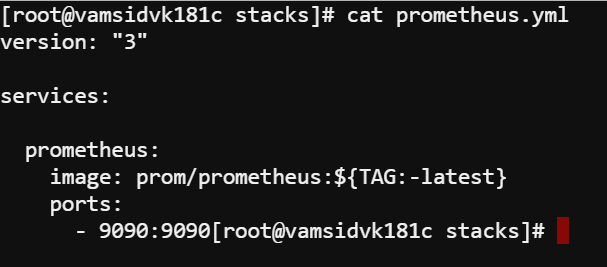 [root@vamsidvk181c stacks]# cat prometheus.yml
version: "3"
services:
prometheus:
image: prom/prometheus:${TAG:-latest}
ports:
- 9090:9090[root@vamsidvk181c stacks]#